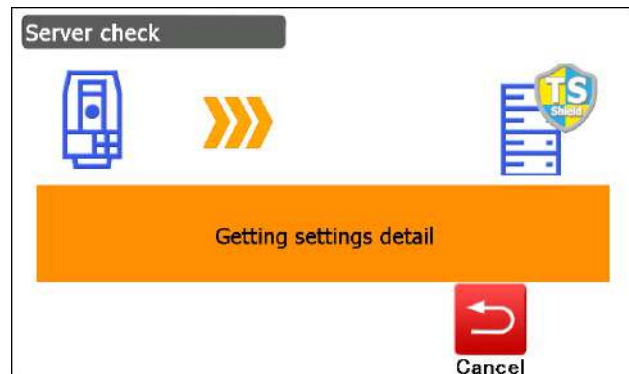 Server check
TS
Shield
Getting settings detail
Cancel